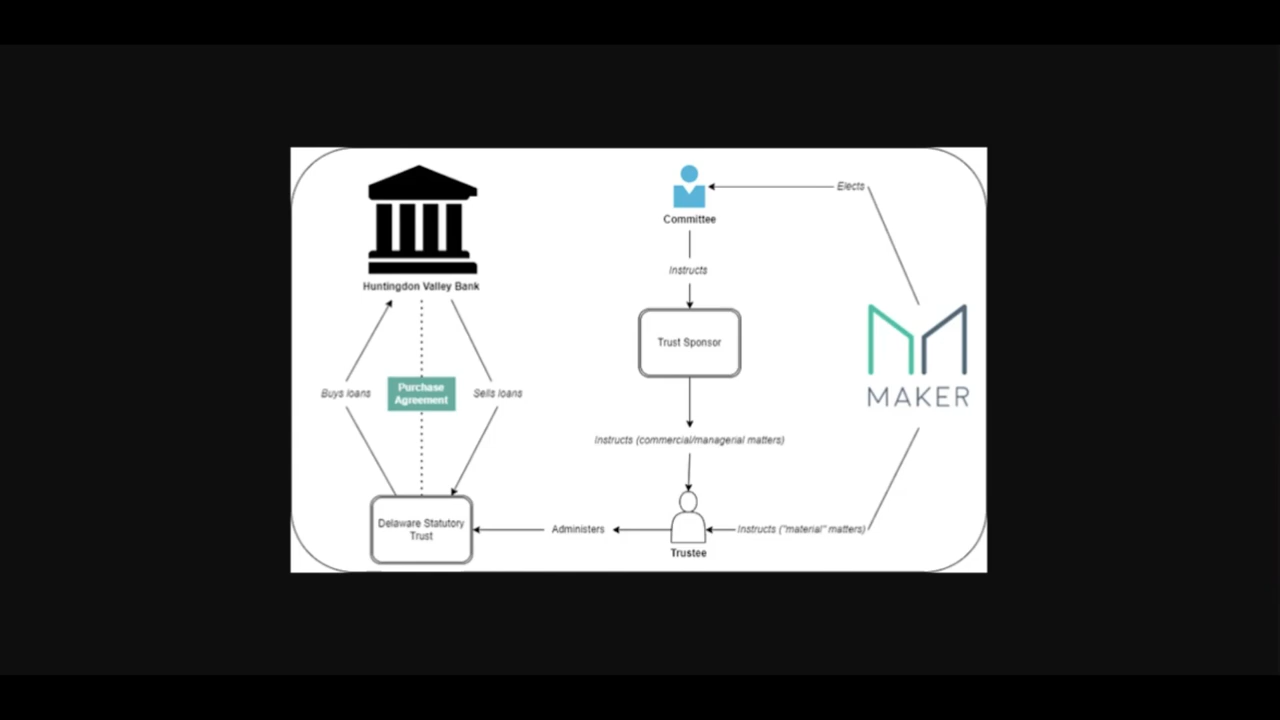 Elects
Committee
Instructs
Huntingdon Valley Bank
Trust Sponsor
MAKER
Buys loans
Purchase
Agreement
Sells loans
Instructs (commercial/managerial matters)
Delaware Statutory
Trust
Administers
Instructs ("material" matters)
Trustee